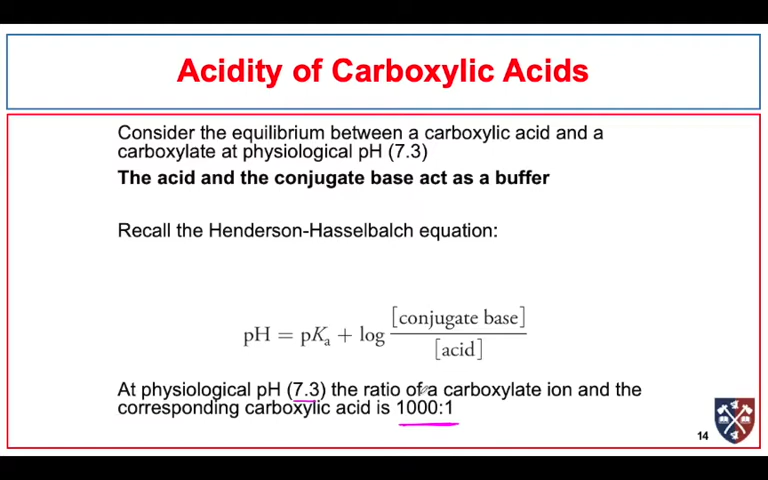 Acidity of Carboxylic Acids
Consider the equilibrium between a carboxylic acid and a
carboxylate at physiological pH (7.3)
The acid and the conjugate base act as a buffer
Recall the Henderson-Hasselbalch equation:
pH = pKa + log [conjugate base] / [acid]
At physiological pH (7.3) the ratio of a carboxylate ion and the
corresponding carboxylic acid is 1000:1
14